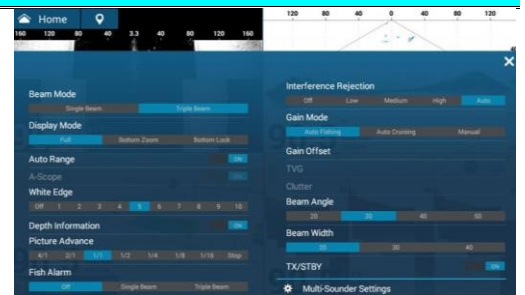 Home
120 80 40 0 40 80 120
160 120 80 40 3.3 40 80 120 160
Beam Mode
Single Beam Triple Beam
Display Mode
Full Bottom Zoom Bottom Lock
Auto Range ON
A-Scope ON
White Edge
Off 1 2 3 4 5 6 7 8 9 10
Depth Information ON
Picture Advance
4/1 2/1 1/1 1/2 1/4 1/8 1/16 Stop
Fish Alarm
Off Single Beam Triple Beam
Interference Rejection
Off Low Medium High Auto
Gain Mode
Auto Fishing Auto Cruising Manual
Gain Offset
TVG
Clutter
Beam Angle
20 30 40 60
Beam Width
20 30 40
TX/STBY ON
Multi-Sounder Settings